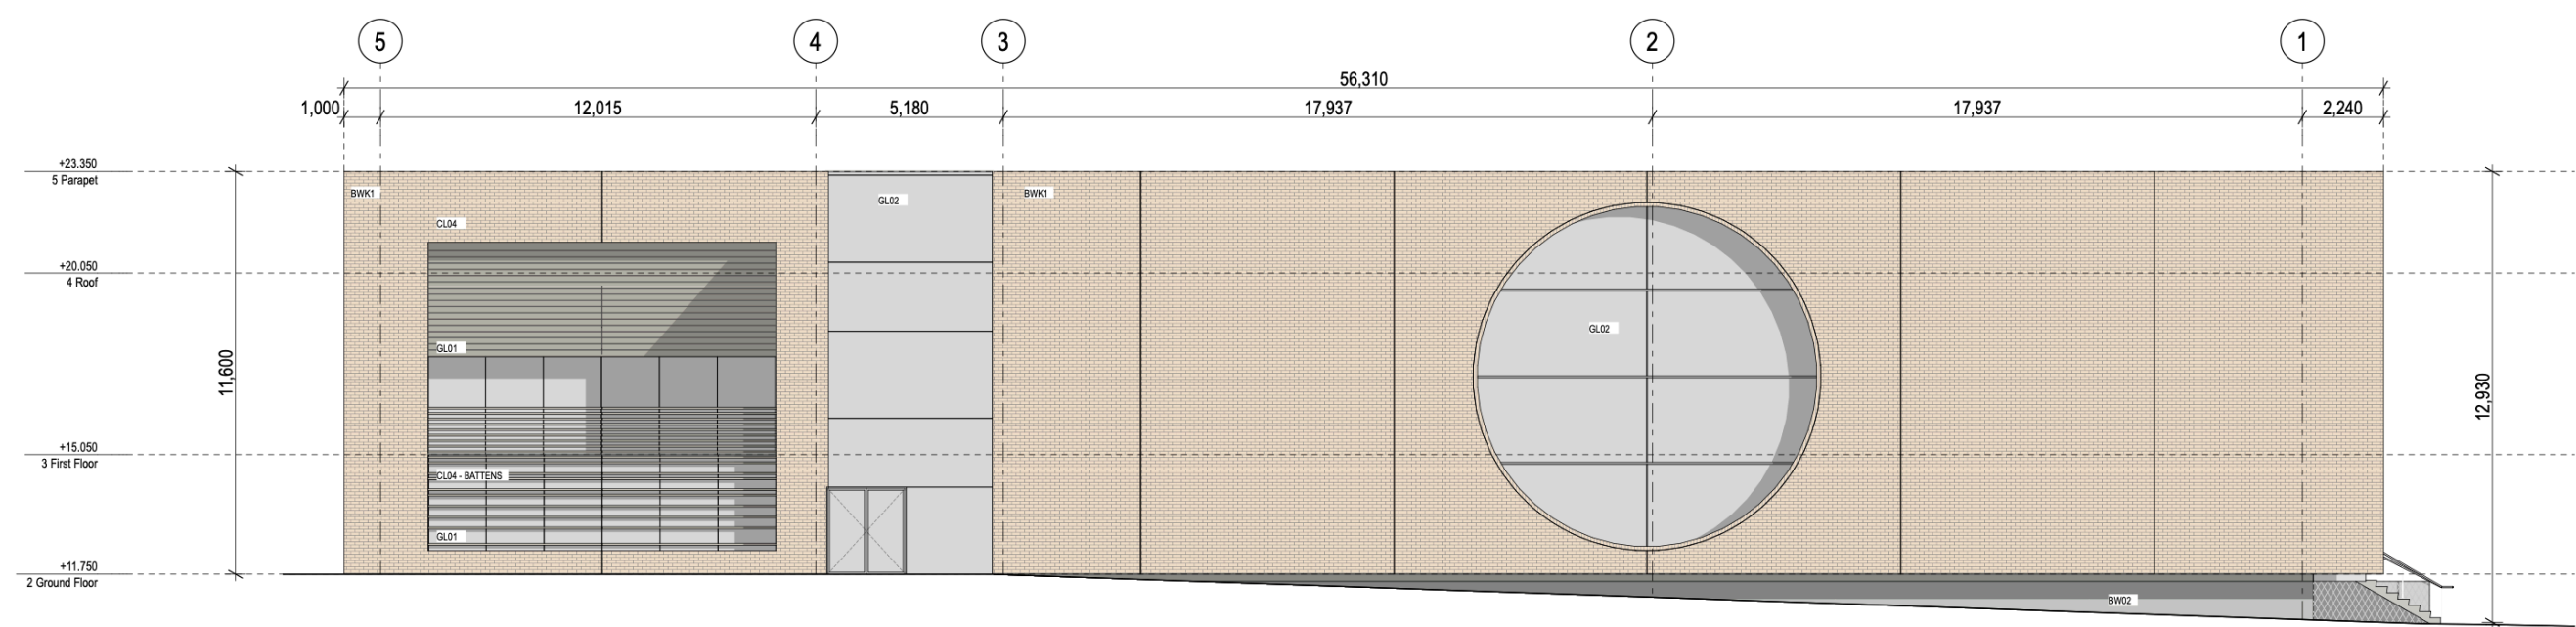 5
4
3
2
1
56,310
1,000
12,015
5,180
17,937
17,937
2,240
+23.350
5 Parapet
BWK1
GL02
BWK1
CL04
+20.050
4 Roof
GL02
GL01
11,600
12,930
+15.050
3 First Floor
CL04 - BATTENS
GL01
+11.750
2 Ground Floor
BW02